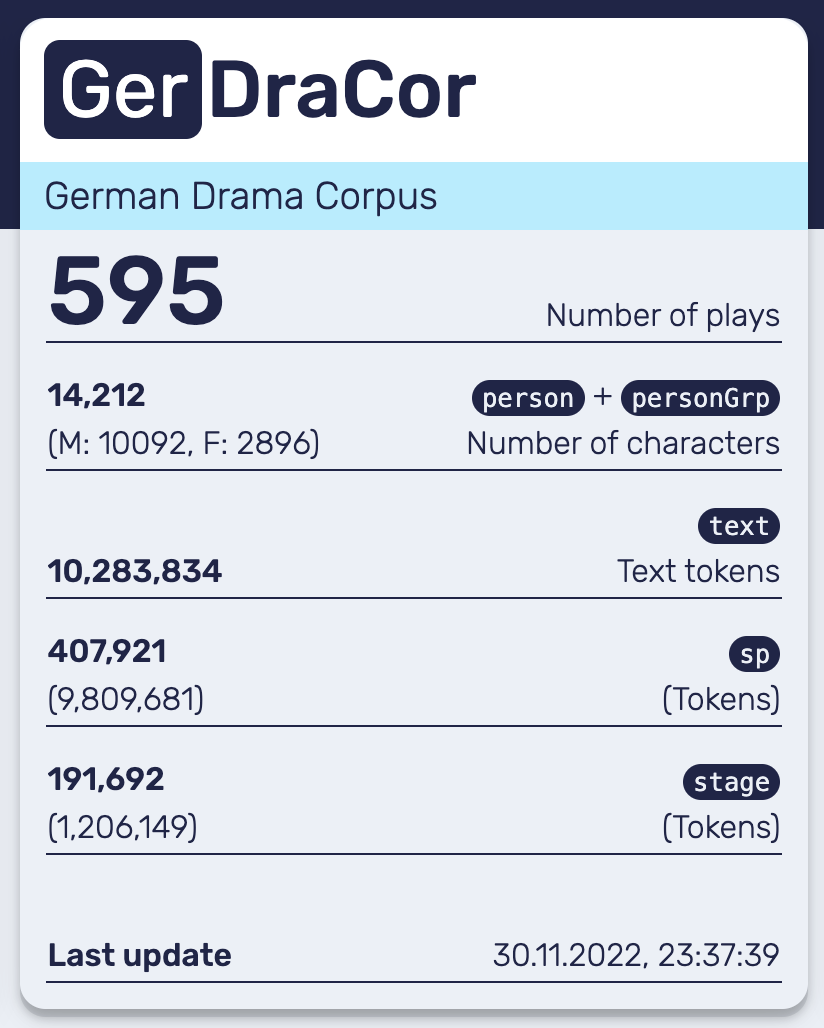 GerDraCor
German Drama Corpus
595 Number of plays
14,212 person + personGrp
(M: 10092, F: 2896) Number of characters
text
10,283,834 Text tokens
407,921 sp
(9,809,681) (Tokens)
191,692 stage
(1,206,149) (Tokens)
Last update 30.11.2022, 23:37:39